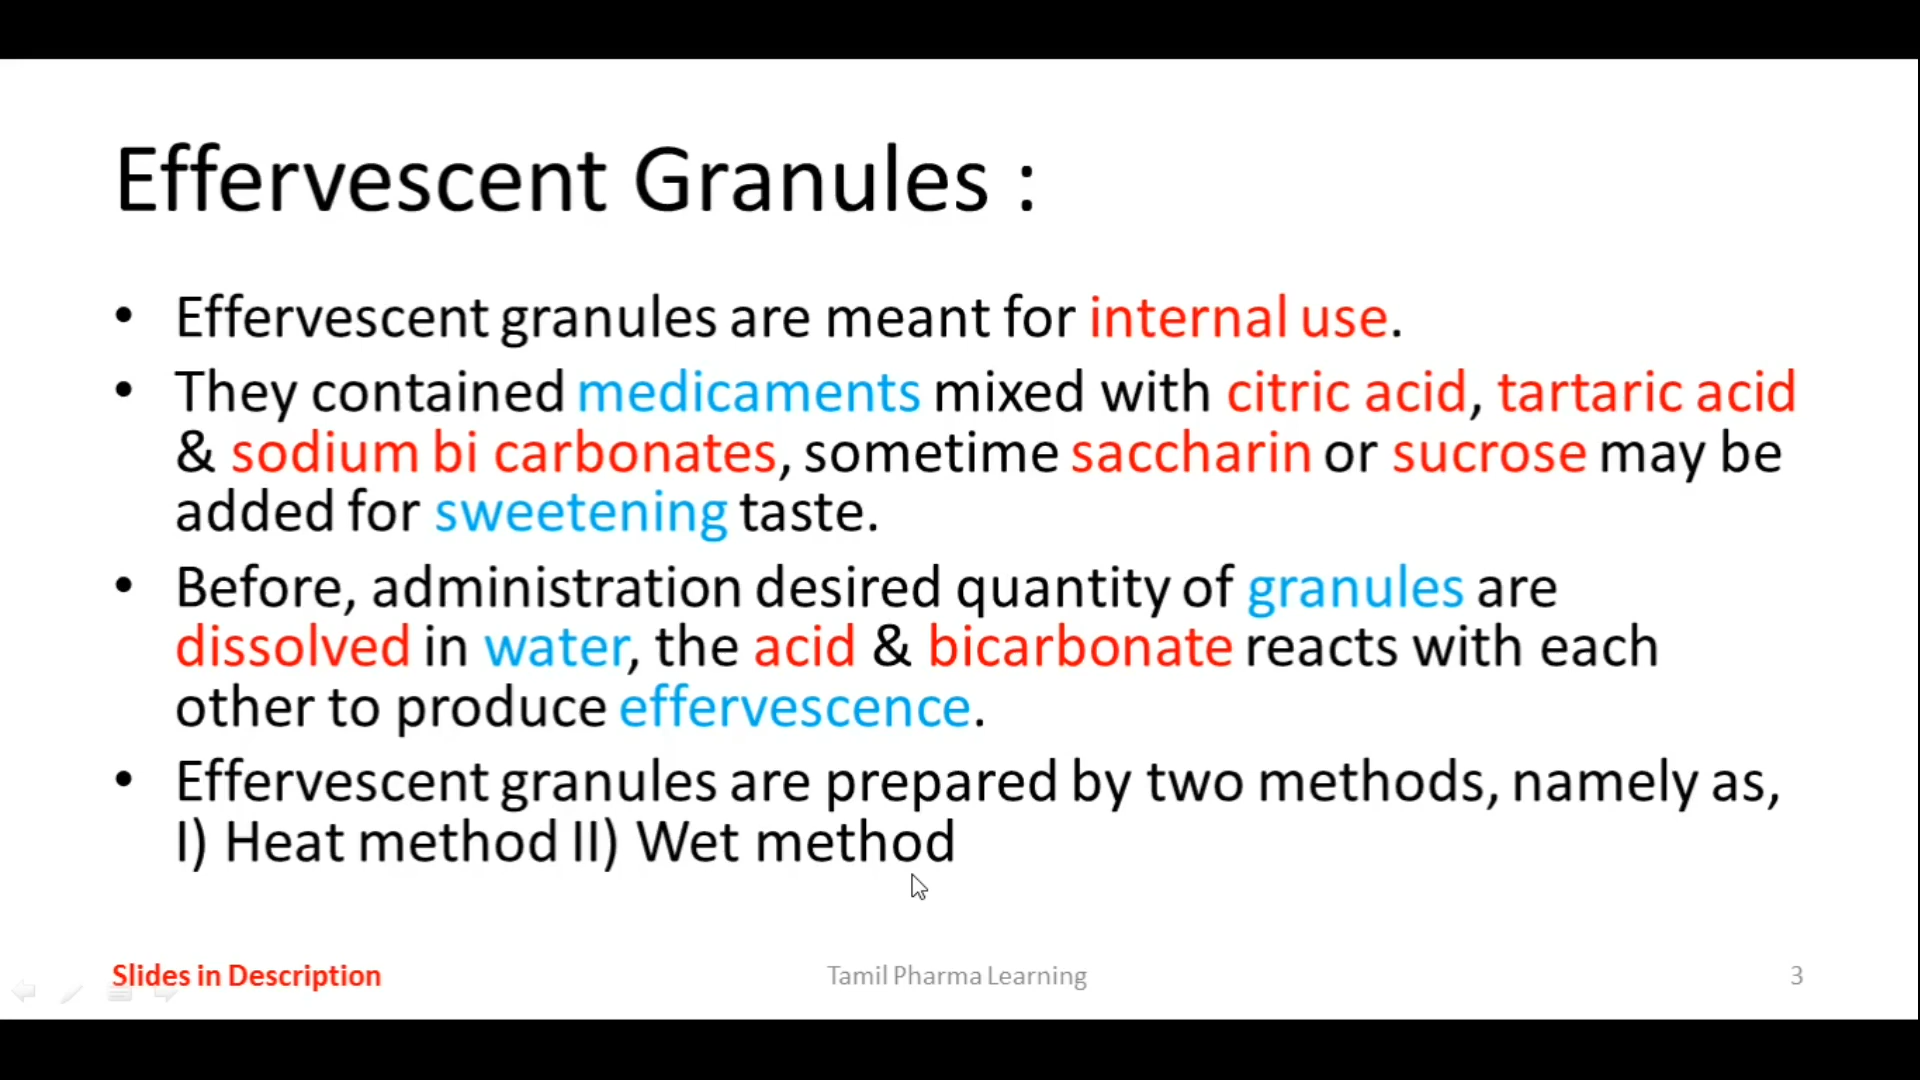 Effervescent Granules :
• Effervescent granules are meant for internal use.
• They contained medicaments mixed with citric acid, tartaric acid
& sodium bi carbonates, sometime saccharin or sucrose may be
added for sweetening taste.
• Before, administration desired quantity of granules are
dissolved in water, the acid & bicarbonate reacts with each
other to produce effervescence.
• Effervescent granules are prepared by two methods, namely as,
I) Heat method II) Wet method
Slides in Description
Tamil Pharma Learning
3